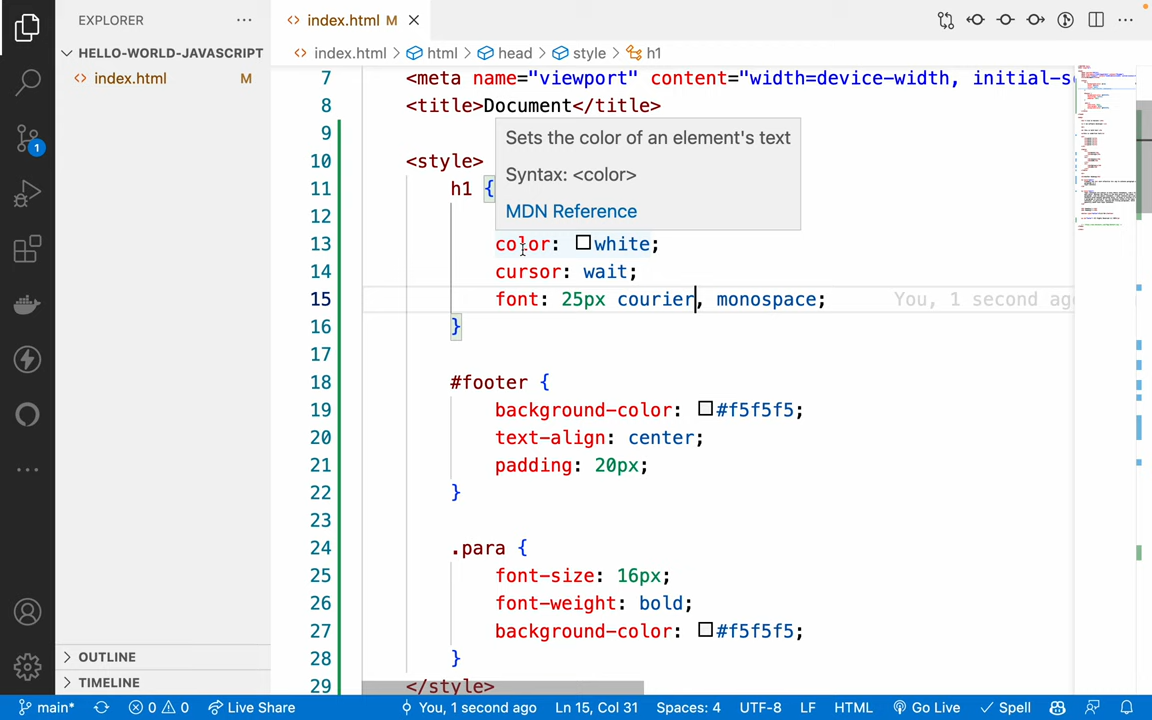 EXPLORER
index.html M
HELLO-WORLD-JAVASCRIPT
index.html M
index.html > html > head > style > h1
7 <meta name="viewport" content="width=device-width, initial-s
8 <title>Document</title>
9
10 <style>
11 h1 {
12
Sets the color of an element's text
Syntax: <color>
MDN Reference
13 color: white;
14 cursor: wait;
15 font: 25px courier, monospace; You, 1 second ag
16 }
17
18 #footer {
19 background-color: #f5f5f5;
20 text-align: center;
21 padding: 20px;
22 }
23
24 .para {
25 font-size: 16px;
26 font-weight: bold;
27 background-color: #f5f5f5;
28 }
29 </style>
1
OUTLINE
TIMELINE
main* 0 0 Live Share You, 1 second ago Ln 15, Col 31 Spaces: 4 UTF-8 LF HTML Go Live Spell